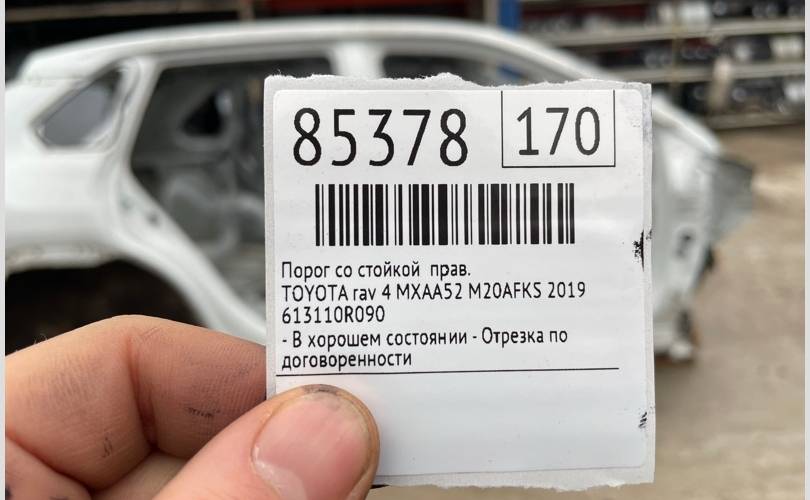 85378 170
Порог со стойкой прав.
TOYOTA rav 4 MXAA52 M20AFKS 2019
613110R090
- В хорошем состоянии - Отрезка по
договоренности